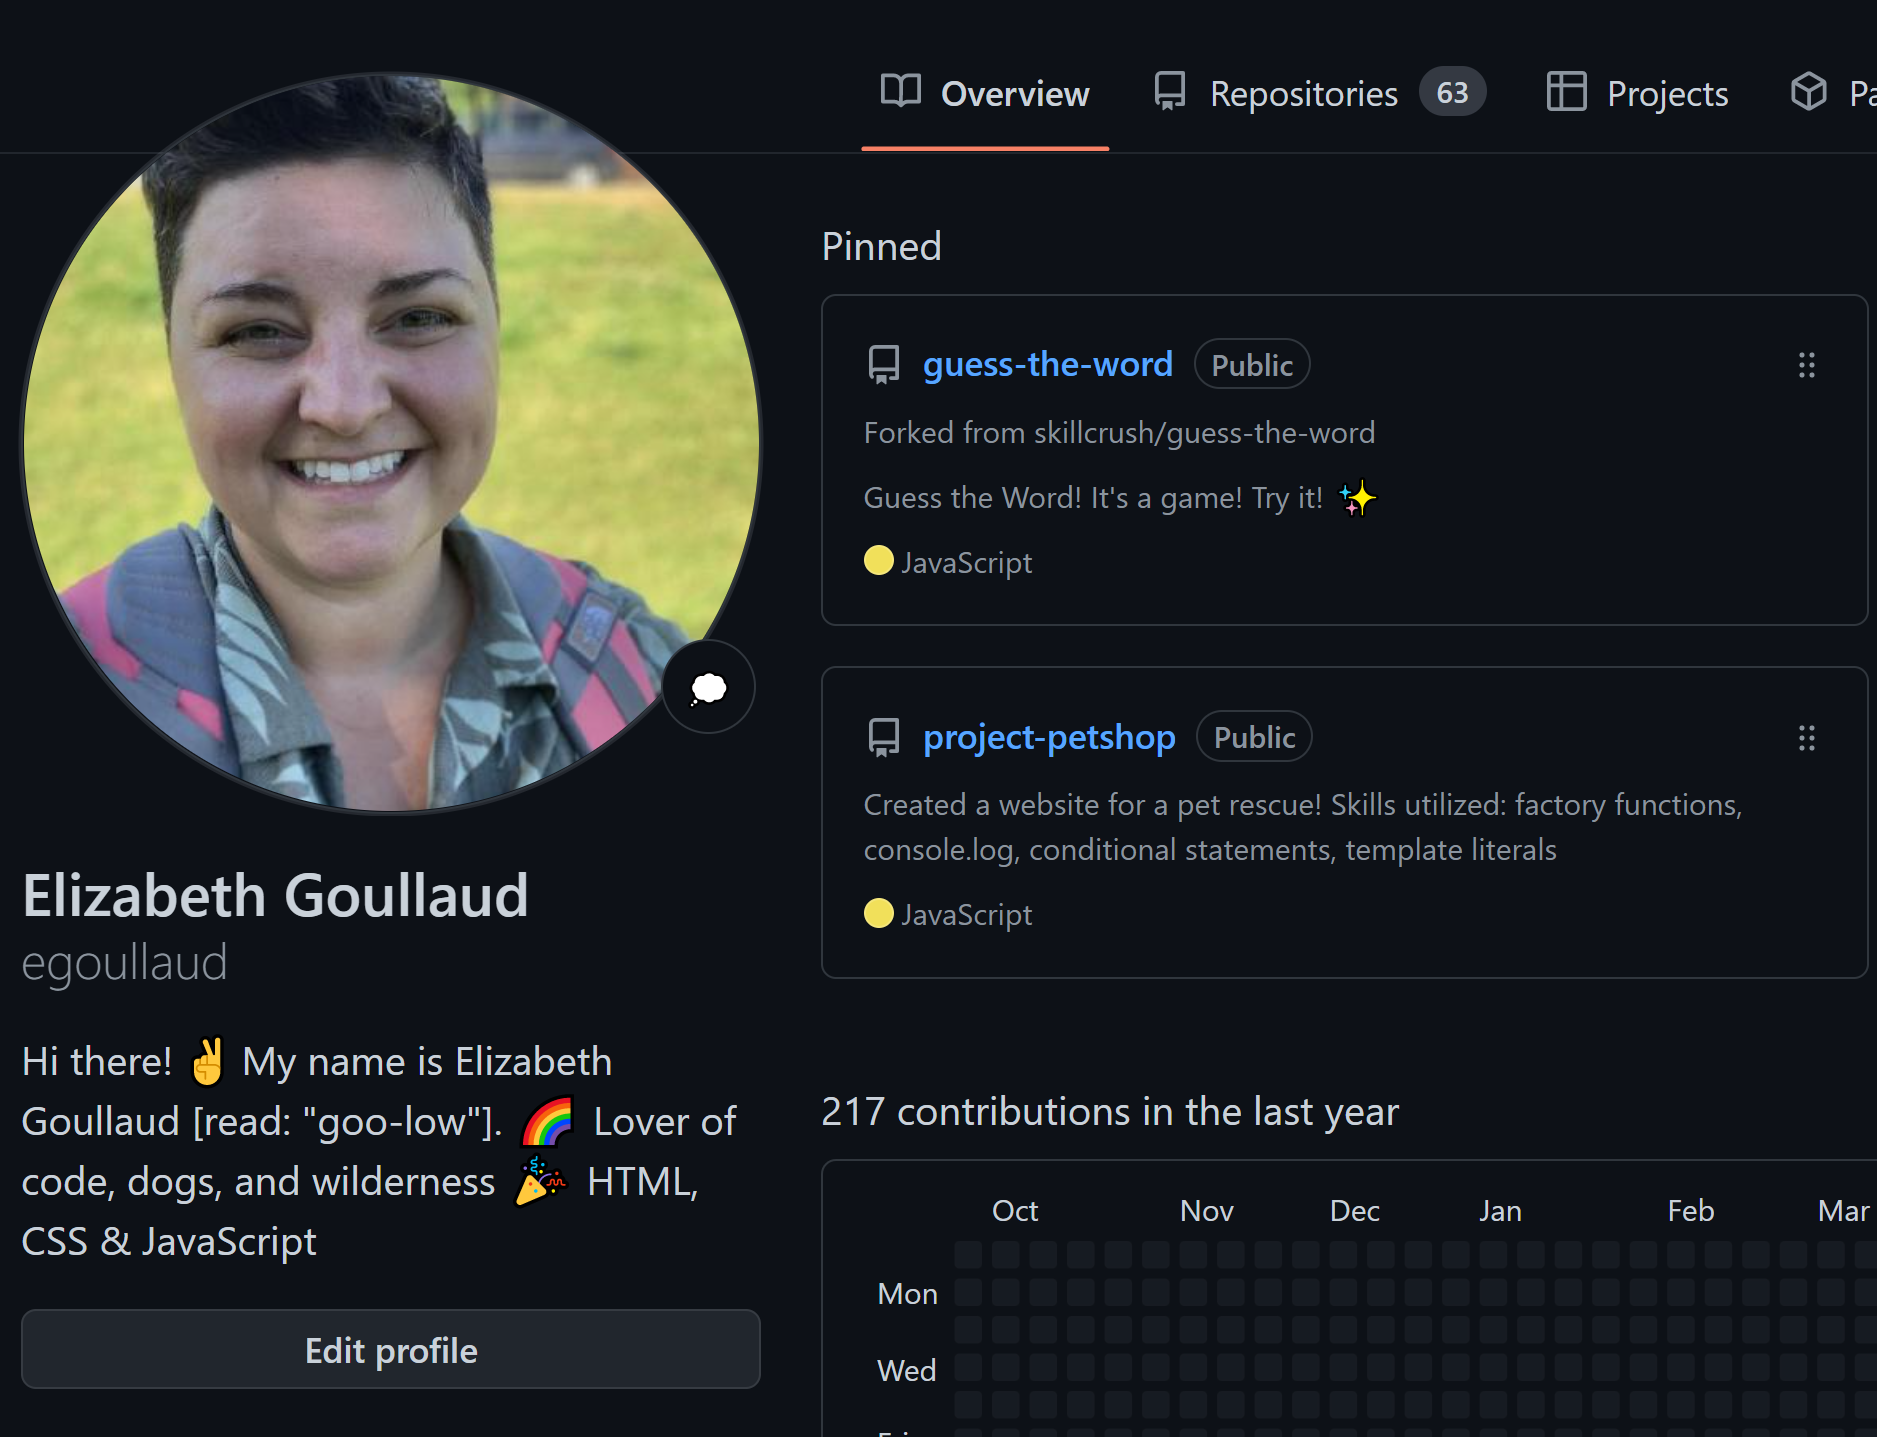 Overview
Repositories 63
Projects
Pa
Elizabeth Goullaud
egoullaud
Hi there! ✌️ My name is Elizabeth
Goullaud [read: "goo-low"]. 🌈 Lover of
code, dogs, and wilderness 🎉 HTML,
CSS & JavaScript
Edit profile
Pinned
guess-the-word Public
Forked from skillcrush/guess-the-word
Guess the Word! It's a game! Try it! ✨
JavaScript
project-petshop Public
Created a website for a pet rescue! Skills utilized: factory functions,
console.log, conditional statements, template literals
JavaScript
217 contributions in the last year
Oct Nov Dec Jan Feb Mar
Mon
Wed